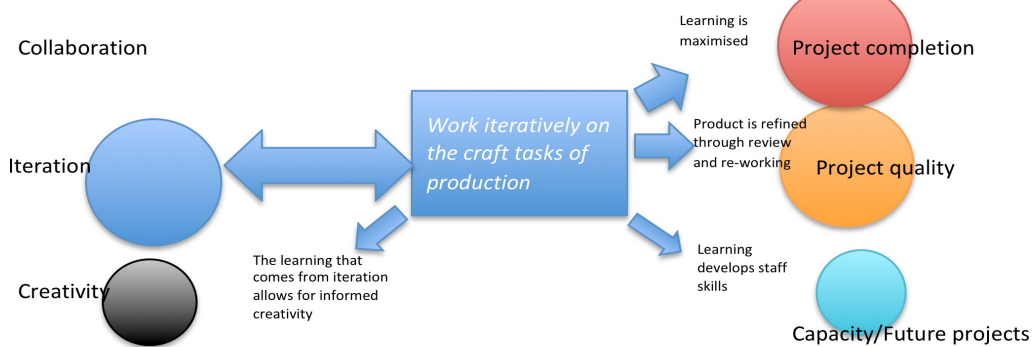 Collaboration
Iteration
Creativity
Work iteratively on
the craft tasks of
production
The learning that
comes from iteration
allows for informed
creativity
Learning is
maximised
Product is refined
through review
and re-working
Learning
develops staff
skills
Project completion
Project quality
Capacity/Future projects